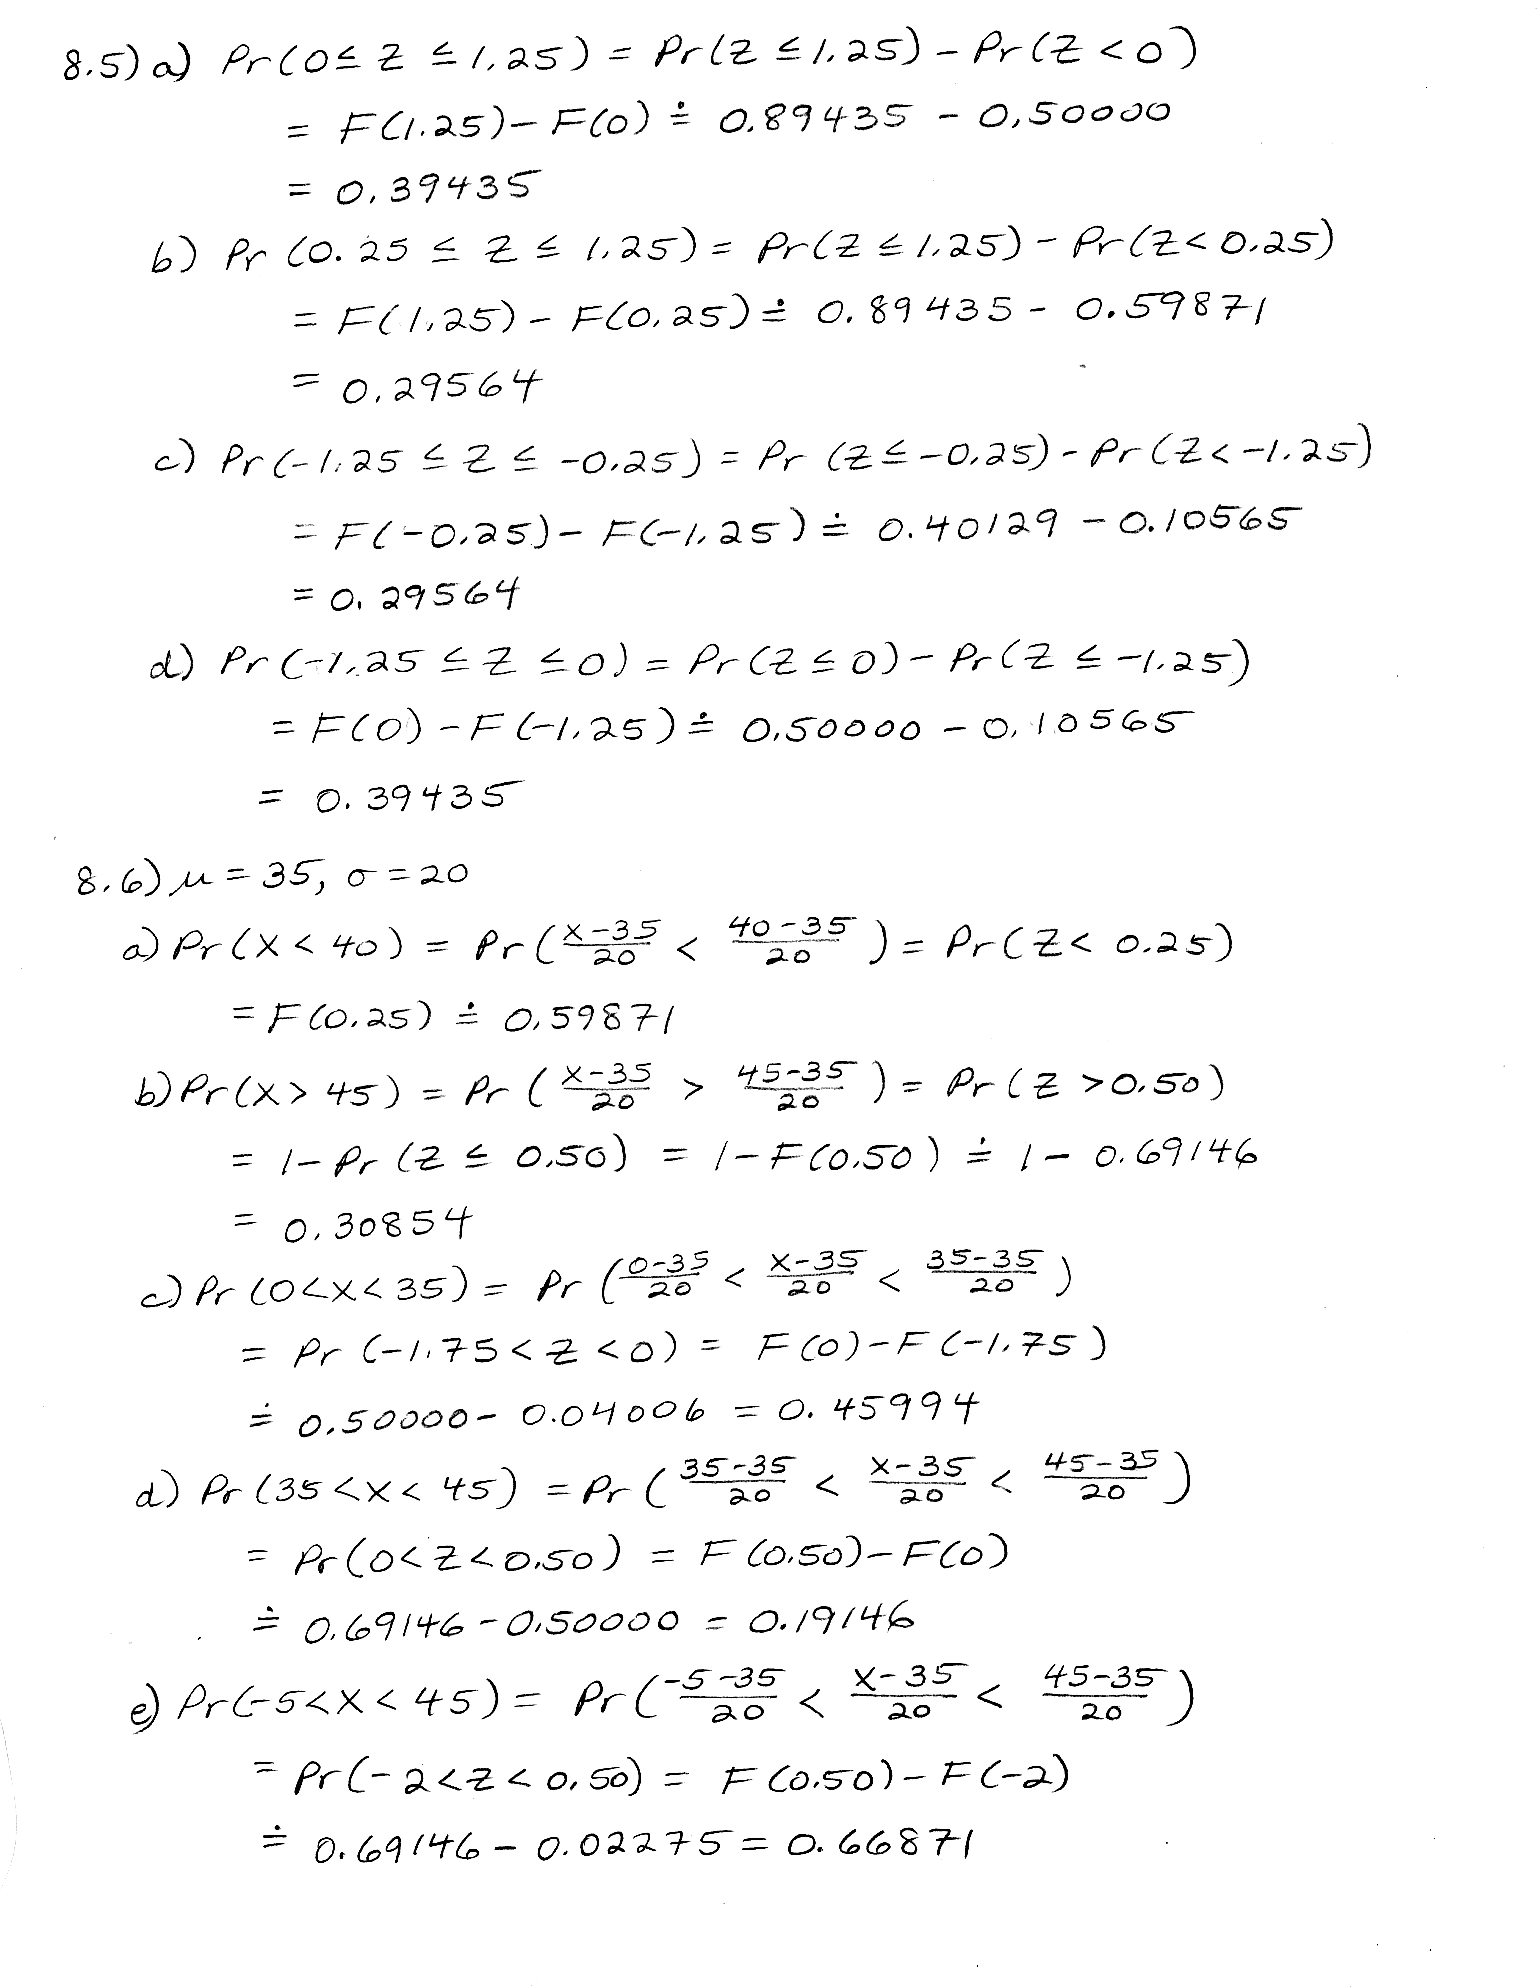 8.5) a) Pr(0 ≤ Z ≤ 1.25) = Pr(Z ≤ 1.25) - Pr(Z < 0)
= F(1.25) - F(0) ≐ 0.89435 - 0.50000
= 0.39435
b) Pr(0.25 ≤ Z ≤ 1.25) = Pr(Z ≤ 1.25) - Pr(Z < 0.25)
= F(1.25) - F(0.25) ≐ 0.89435 - 0.59871
= 0.29564
c) Pr(-1.25 ≤ Z ≤ -0.25) = Pr(Z ≤ -0.25) - Pr(Z < -1.25)
= F(-0.25) - F(-1.25) ≐ 0.40129 - 0.10565
= 0.29564
d) Pr(-1.25 ≤ Z ≤ 0) = Pr(Z ≤ 0) - Pr(Z ≤ -1.25)
= F(0) - F(-1.25) ≐ 0.50000 - 0.10565
= 0.39435
8.6) μ = 35, σ = 20
a) Pr(X < 40) = Pr((X-35)/20 < (40-35)/20) = Pr(Z < 0.25)
= F(0.25) ≐ 0.59871
b) Pr(X > 45) = Pr((X-35)/20 > (45-35)/20) = Pr(Z > 0.50)
= 1 - Pr(Z ≤ 0.50) = 1 - F(0.50) ≐ 1 - 0.69146
= 0.30854
c) Pr(0 < X < 35) = Pr((0-35)/20 < (X-35)/20 < (35-35)/20)
= Pr(-1.75 < Z < 0) = F(0) - F(-1.75)
≐ 0.50000 - 0.04006 = 0.45994
d) Pr(35 < X < 45) = Pr((35-35)/20 < (X-35)/20 < (45-35)/20)
= Pr(0 < Z < 0.50) = F(0.50) - F(0)
≐ 0.69146 - 0.50000 = 0.19146
e) Pr(-5 < X < 45) = Pr((-5-35)/20 < (X-35)/20 < (45-35)/20)
= Pr(-2 < Z < 0.50) = F(0.50) - F(-2)
≐ 0.69146 - 0.02275 = 0.66871